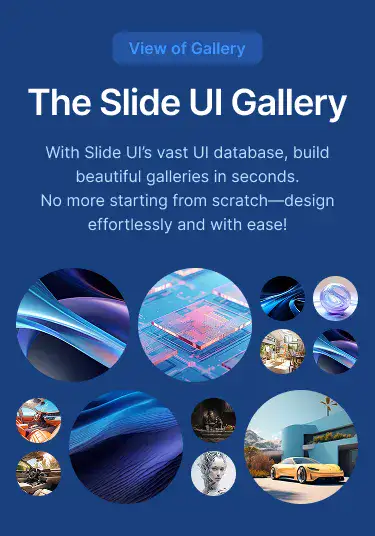 View of Gallery
The Slide UI Gallery
With Slide UI’s vast UI database, build
beautiful galleries in seconds.
No more starting from scratch—design
effortlessly and with ease!